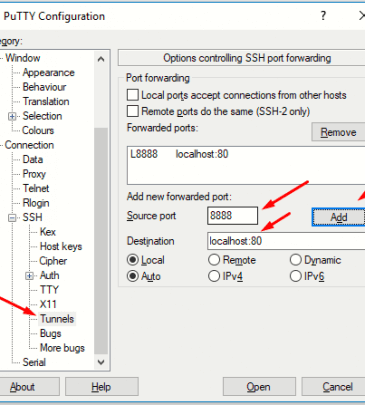 PuTTY Configuration
?
egory:
Window
Appearance
Behaviour
Translation
Selection
Colours
Connection
Data
Proxy
Telnet
Rlogin
SSH
Kex
Host keys
Cipher
Auth
TTY
X11
Tunnels
Bugs
More bugs
Serial
Options controlling SSH port forwarding
Port forwarding
Local ports accept connections from other hosts
Remote ports do the same (SSH-2 only)
Forwarded ports:
Remove
L8888 localhost:80
Add new forwarded port:
Source port 8888 Add
Destination localhost:80
Local Remote Dynamic
Auto IPv4 IPv6
About Help Open Cancel